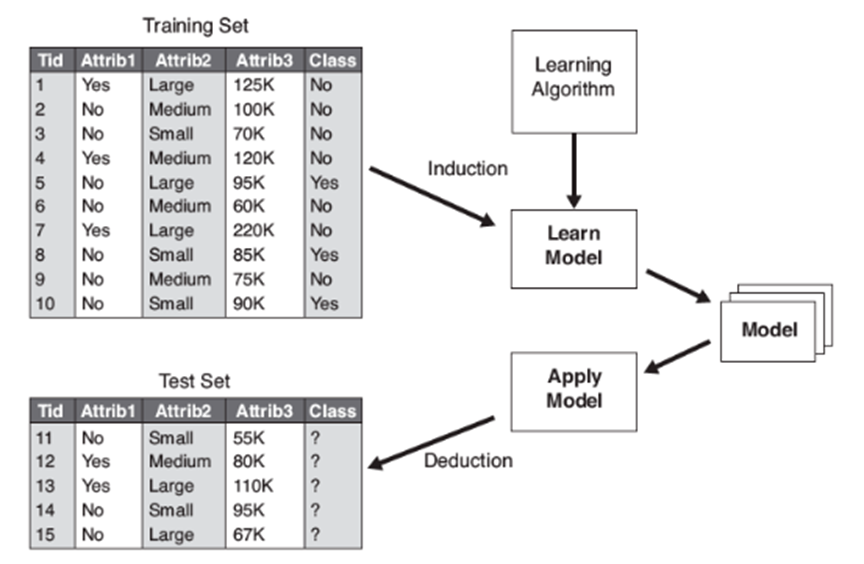 Training Set
Tid Attrib1 Attrib2 Attrib3 Class
1 Yes Large 125K No
2 No Medium 100K No
3 No Small 70K No
4 Yes Medium 120K No
5 No Large 95K Yes
6 No Medium 60K No
7 Yes Large 220K No
8 No Small 85K Yes
9 No Medium 75K No
10 No Small 90K Yes
Learning
Algorithm
Induction
Learn
Model
Model
Apply
Model
Deduction
Test Set
Tid Attrib1 Attrib2 Attrib3 Class
11 No Small 55K ?
12 Yes Medium 80K ?
13 Yes Large 110K ?
14 No Small 95K ?
15 No Large 67K ?